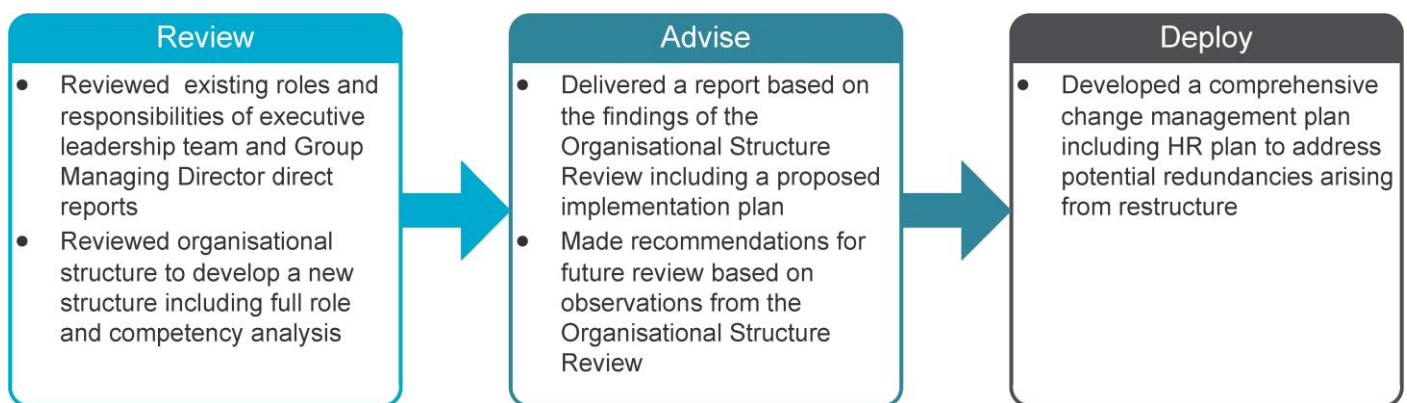 Review
● Reviewed existing roles and
responsibilities of executive
leadership team and Group
Managing Director direct
reports
● Reviewed organisational
structure to develop a new
structure including full role
and competency analysis
Advise
● Delivered a report based on
the findings of the
Organisational Structure
Review including a proposed
implementation plan
● Made recommendations for
future review based on
observations from the
Organisational Structure
Review
Deploy
● Developed a comprehensive
change management plan
including HR plan to address
potential redundancies arising
from restructure